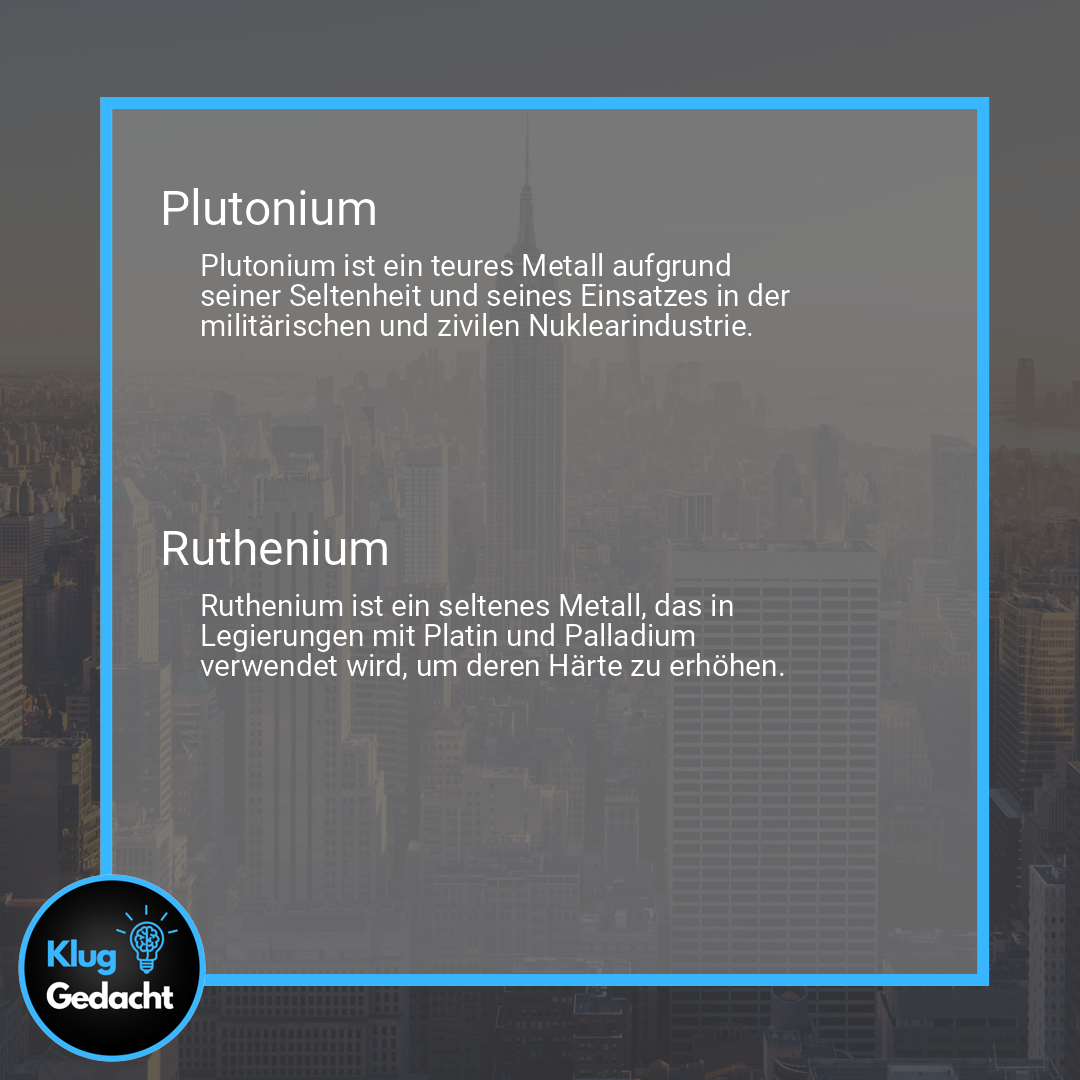 Plutonium
Plutonium ist ein teures Metall aufgrund
seiner Seltenheit und seines Einsatzes in der
militärischen und zivilen Nuklearindustrie.
Ruthenium
Ruthenium ist ein seltenes Metall, das in
Legierungen mit Platin und Palladium
verwendet wird, um deren Härte zu erhöhen.
Klug
Gedacht